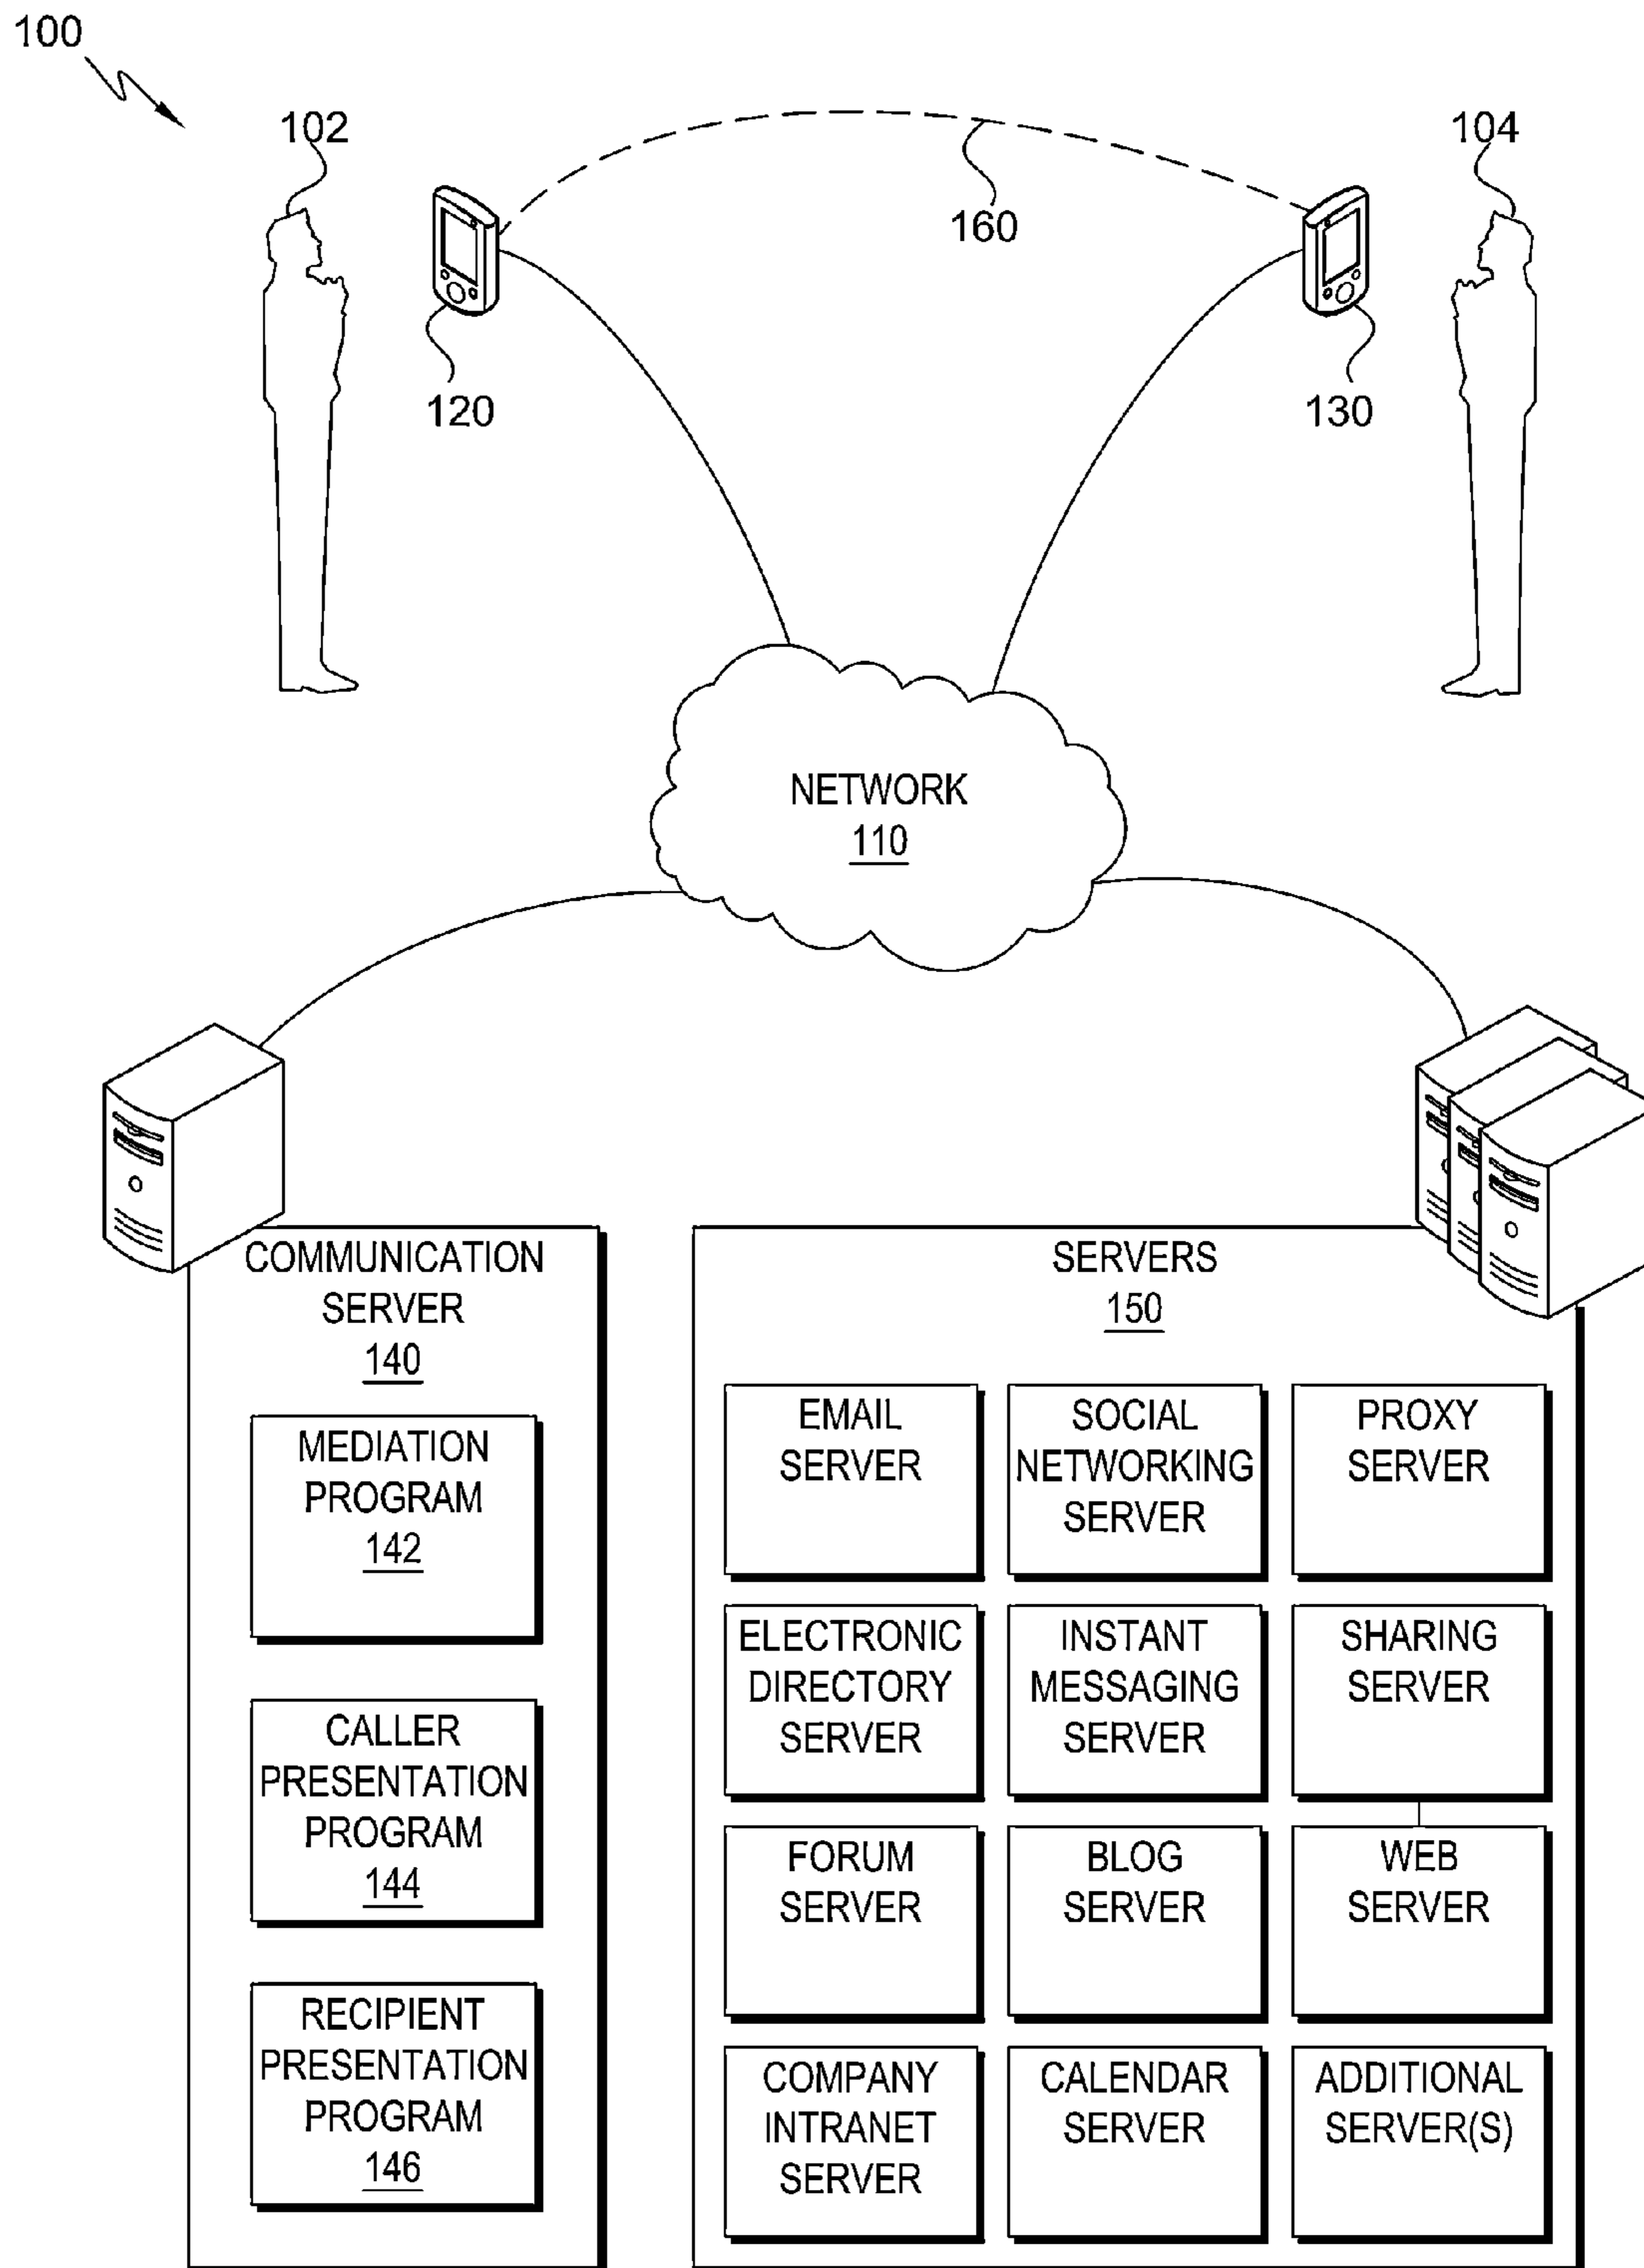 100
102
104
160
120
130
NETWORK
110
COMMUNICATION
SERVER
140
MEDIATION
PROGRAM
142
CALLER
PRESENTATION
PROGRAM
144
RECIPIENT
PRESENTATION
PROGRAM
146
SERVERS
150
EMAIL
SERVER
SOCIAL
NETWORKING
SERVER
PROXY
SERVER
ELECTRONIC
DIRECTORY
SERVER
INSTANT
MESSAGING
SERVER
SHARING
SERVER
FORUM
SERVER
BLOG
SERVER
WEB
SERVER
COMPANY
INTRANET
SERVER
CALENDAR
SERVER
ADDITIONAL
SERVER(S)